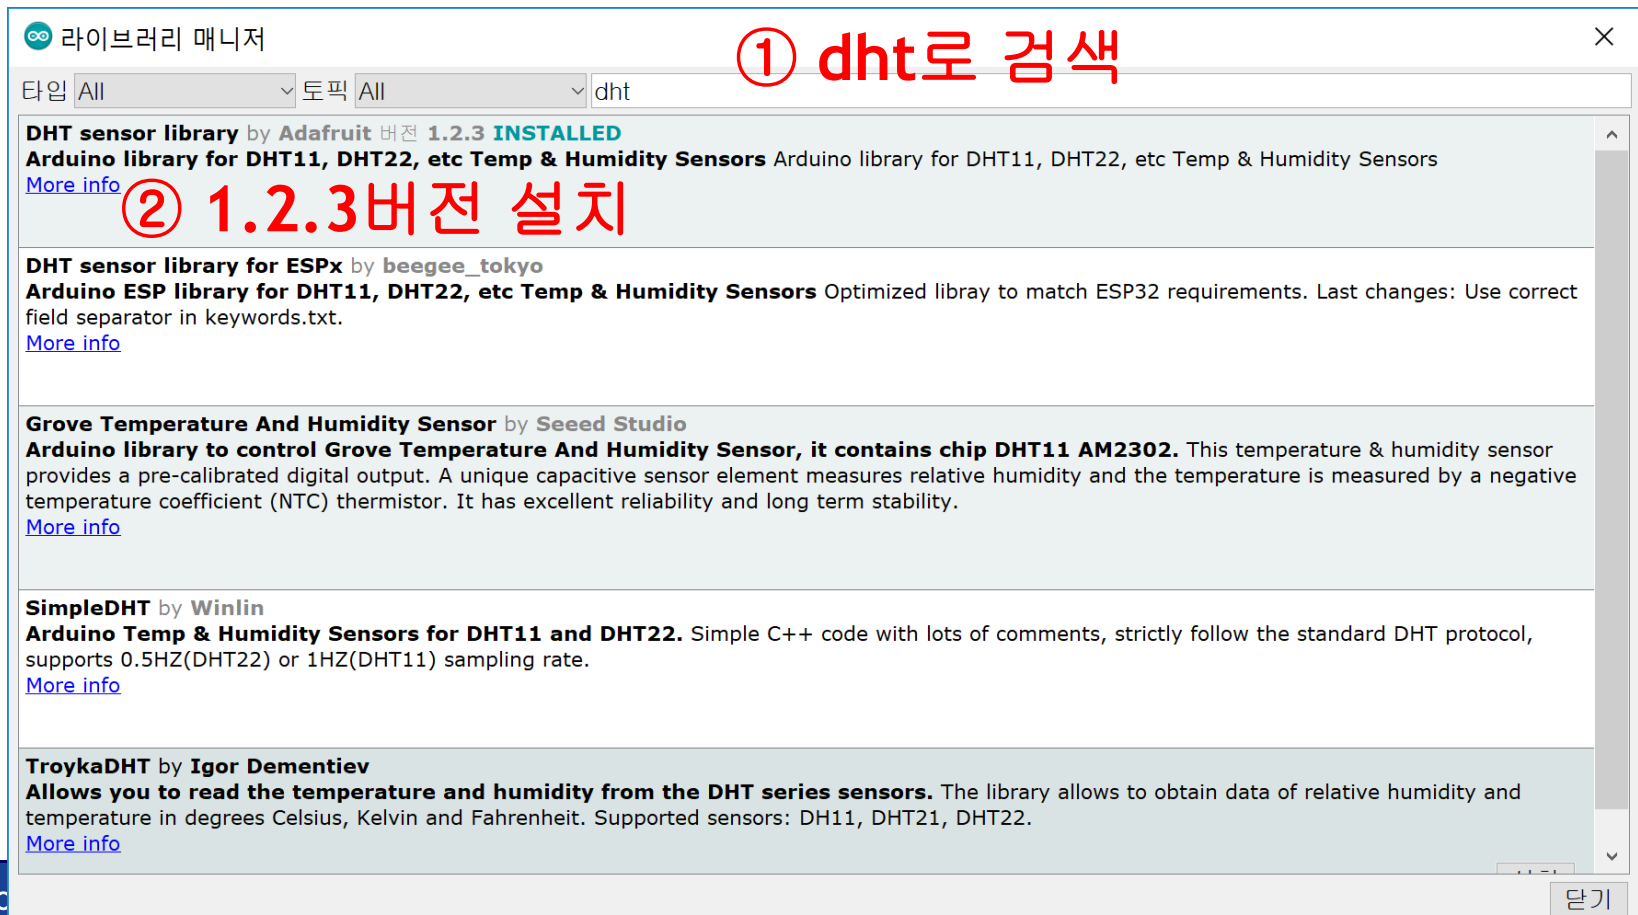 라이브러리 매니저
① dht로 검색
타입 All 토픽 All dht
DHT sensor library by Adafruit 버전 1.2.3 INSTALLED
Arduino library for DHT11, DHT22, etc Temp & Humidity Sensors Arduino library for DHT11, DHT22, etc Temp & Humidity Sensors
More info
② 1.2.3버전 설치
DHT sensor library for ESPx by beegee_tokyo
Arduino ESP library for DHT11, DHT22, etc Temp & Humidity Sensors Optimized libray to match ESP32 requirements. Last changes: Use correct
field separator in keywords.txt.
More info
Grove Temperature And Humidity Sensor by Seeed Studio
Arduino library to control Grove Temperature And Humidity Sensor, it contains chip DHT11 AM2302. This temperature & humidity sensor
provides a pre-calibrated digital output. A unique capacitive sensor element measures relative humidity and the temperature is measured by a negative
temperature coefficient (NTC) thermistor. It has excellent reliability and long term stability.
More info
SimpleDHT by Winlin
Arduino Temp & Humidity Sensors for DHT11 and DHT22. Simple C++ code with lots of comments, strictly follow the standard DHT protocol,
supports 0.5HZ(DHT22) or 1HZ(DHT11) sampling rate.
More info
TroykaDHT by Igor Dementiev
Allows you to read the temperature and humidity from the DHT series sensors. The library allows to obtain data of relative humidity and
temperature in degrees Celsius, Kelvin and Fahrenheit. Supported sensors: DH11, DHT21, DHT22.
More info
닫기